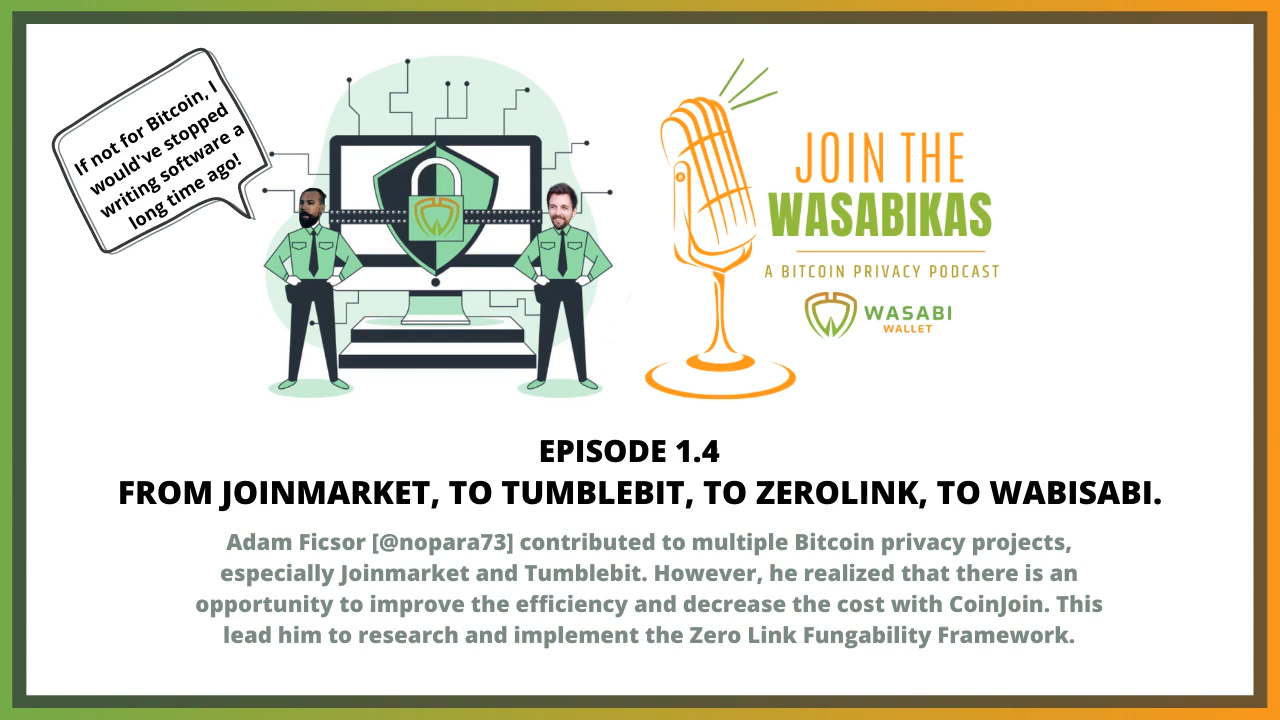 If not for Bitcoin, I
would've stopped
writing software a
long time ago!
JOIN THE
WASABIKAS
A BITCOIN PRIVACY PODCAST
WASABI
WALLET
EPISODE 1.4
FROM JOINMARKET, TO TUMBLEBIT, TO ZEROLINK, TO WABISABI.
Adam Ficsor [@nopara73] contributed to multiple Bitcoin privacy projects,
especially Joinmarket and Tumblebit. However, he realized that there is an
opportunity to improve the efficiency and decrease the cost with CoinJoin. This
lead him to research and implement the Zero Link Fungability Framework.